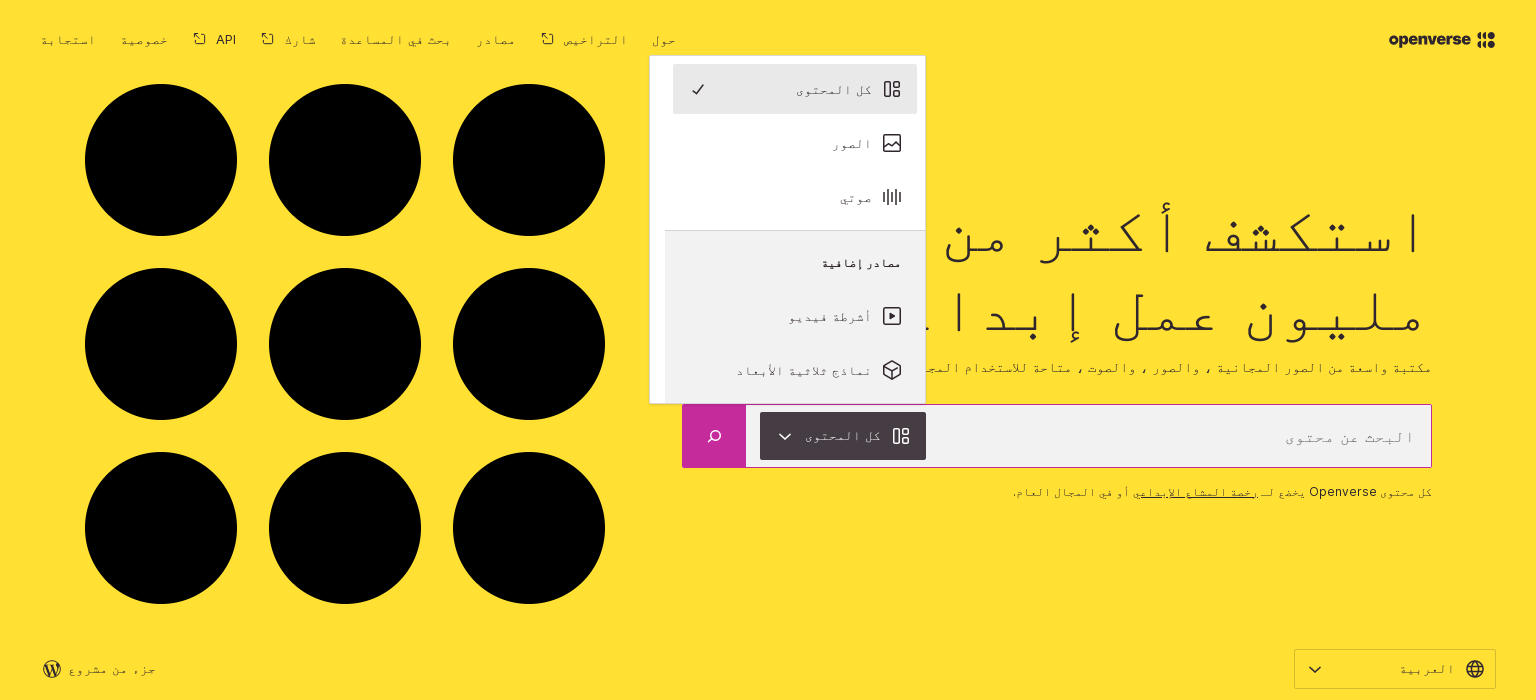 openverse
حول
التراخيص
مصادر
بحث في المساعدة
شارك
API
خصوصية
استجابة
كل المحتوى
الصور
صوتي
مصادر إضافية
أشرطة فيديو
نماذج ثلاثية الأبعاد
استكشف أكثر من
مليون عمل
مكتبة واسعة من الصور المجانية ، والصور ، والصوت ، متاحة للاستخدام
البحث عن محتوى
كل المحتوى
كل محتوى Openverse يخضع لـ رخصة المشاع الإبداعي أو في المجال العام.
العربية
جزء من مشروع